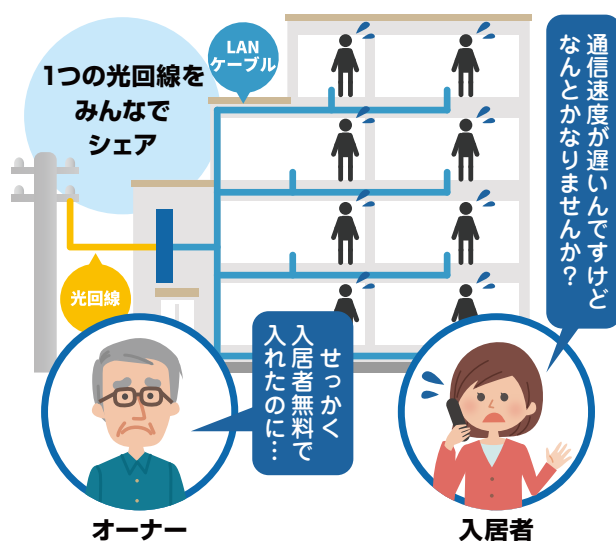 1つの光回線を
みんなで
シェア
LAN
ケーブル
光回線
通信速度が遅いんですけど
なんとかなりませんか？
せっかく
入居者無料で
入れたのに…
オーナー
入居者